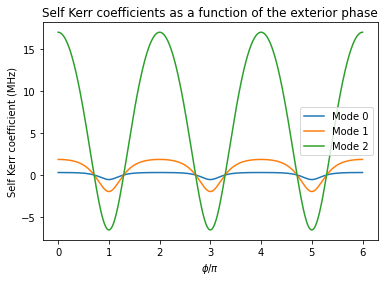 Self Kerr coefficients as a function of the exterior phase
Self Kerr coefficient (MHz)
15
10
5
0
−5
Mode 0
Mode 1
Mode 2
0 1 2 3 4 5 6
ϕ/π